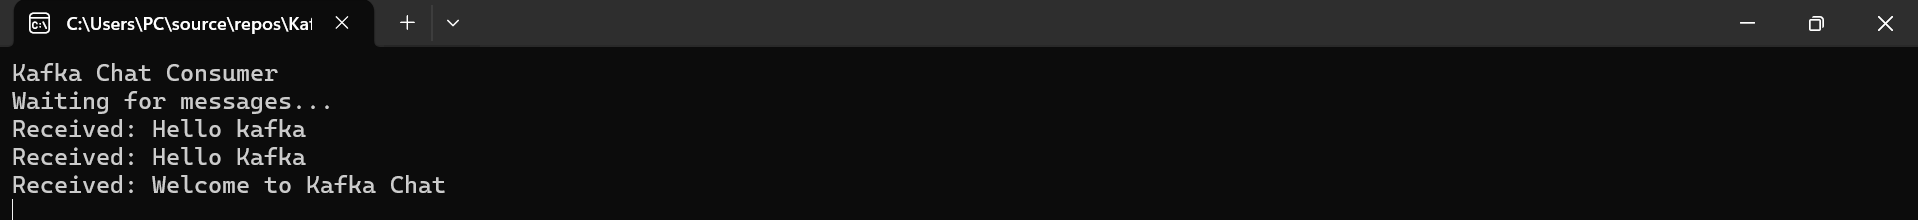 C:\Users\PC\source\repos\Kaf
Kafka Chat Consumer
Waiting for messages...
Received: Hello kafka
Received: Hello Kafka
Received: Welcome to Kafka Chat